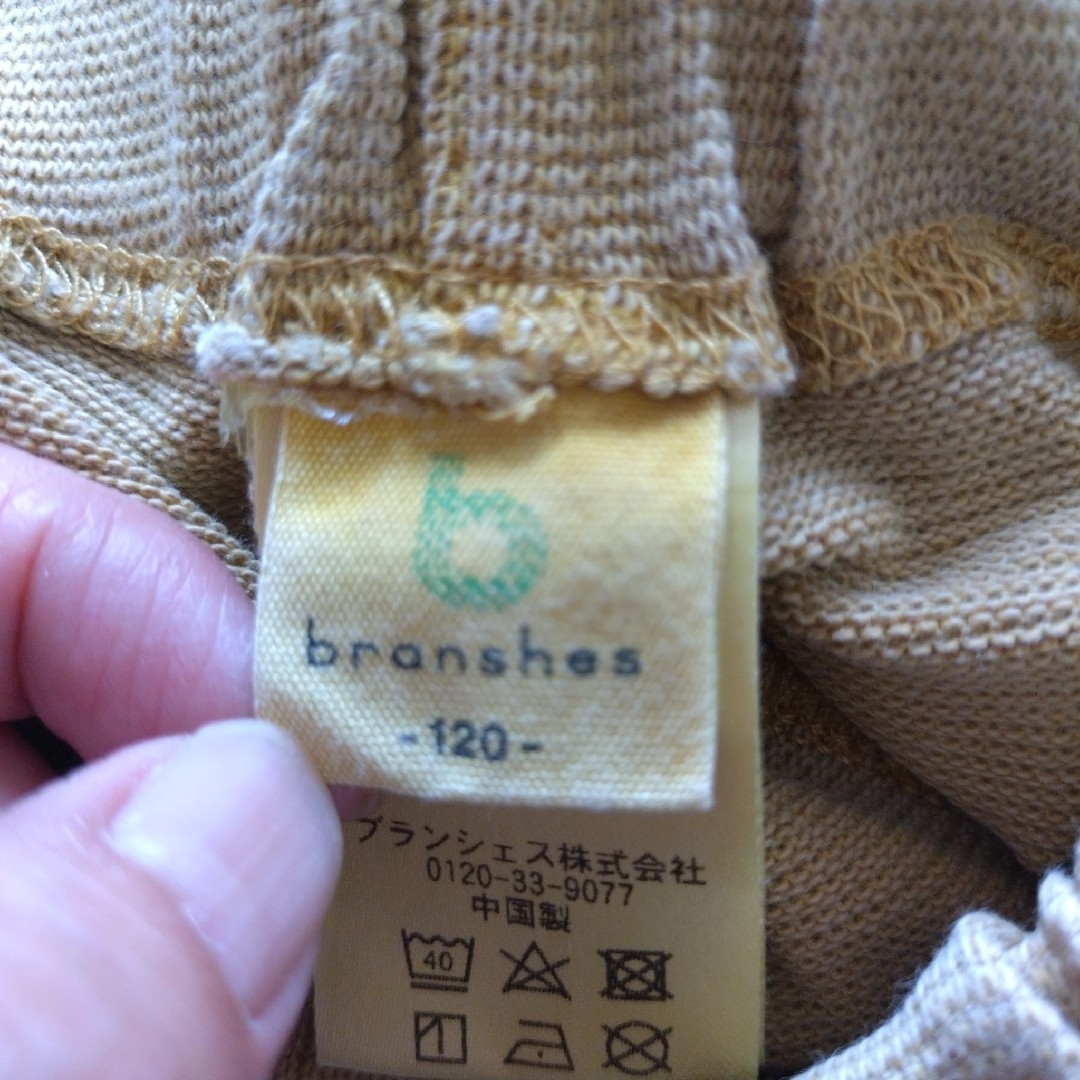 b
branshes
-120-
ブランシェス株式会社
0120-33-9077
中国製
40